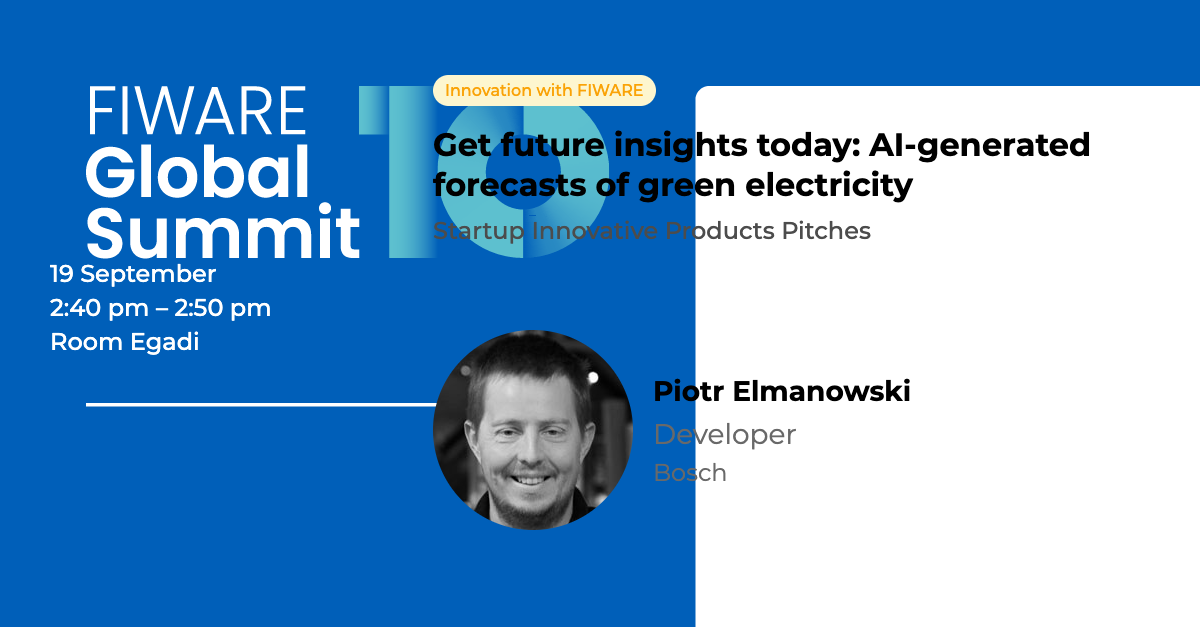 FIWARE
Global
Summit
10
19 September
2:40 pm – 2:50 pm
Room Egadi
Innovation with FIWARE
Get future insights today: AI-generated
forecasts of green electricity
Startup Innovative Products Pitches
Piotr Elmanowski
Developer
Bosch